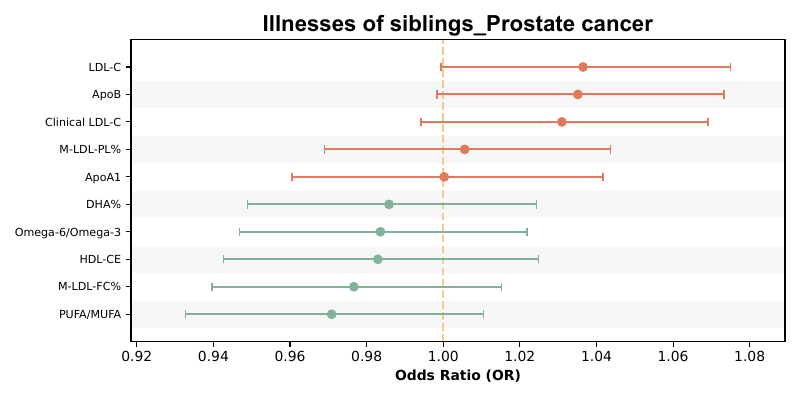 Illnesses of siblings_Prostate cancer
LDL-C
ApoB
Clinical LDL-C
M-LDL-PL%
ApoA1
DHA%
Omega-6/Omega-3
HDL-CE
M-LDL-FC%
PUFA/MUFA
0.92 0.94 0.96 0.98 1.00 1.02 1.04 1.06 1.08
Odds Ratio (OR)